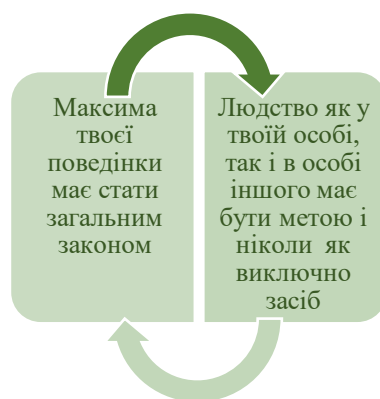 Максима
твоєї
поведінки
має стати
загальним
законом
Людство як у
твоїй особі,
так і в особі
іншого має
бути метою і
ніколи як
виключно
засіб